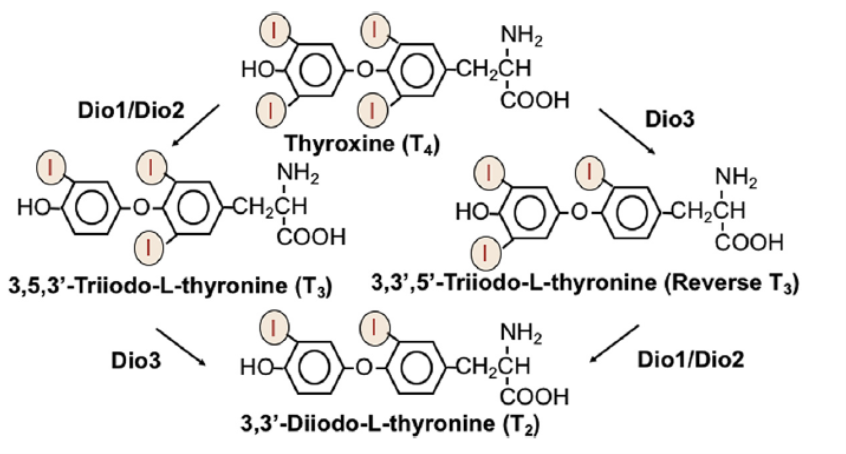 I I NH₂
HO O CH₂CH
I I COOH
Thyroxine (T₄)
Dio1/Dio2
Dio3
I I NH₂
HO O CH₂CH
I COOH
3,5,3’-Triiodo-L-thyronine (T₃)
I I NH₂
HO O CH₂CH
I COOH
3,3’,5’-Triiodo-L-thyronine (Reverse T₃)
Dio3
Dio1/Dio2
I I NH₂
HO O CH₂CH
COOH
3,3’-Diiodo-L-thyronine (T₂)